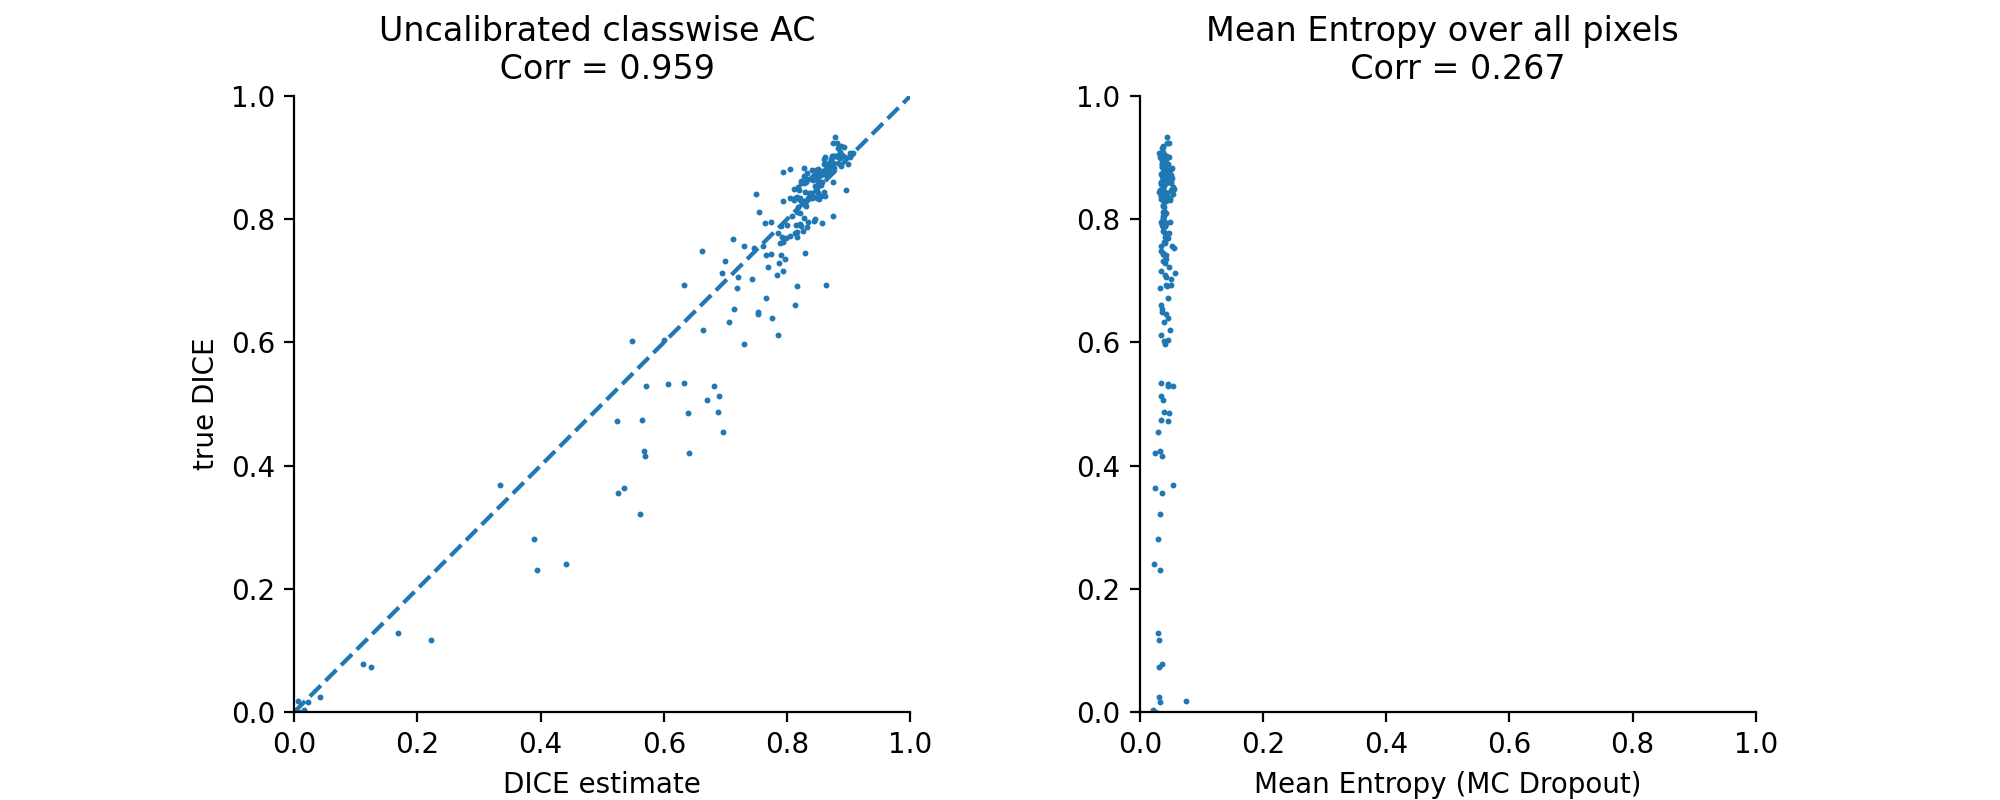 Uncalibrated classwise AC
Corr = 0.959
1.0
0.8
0.6
0.4
0.2
0.0
true DICE
0.0 0.2 0.4 0.6 0.8 1.0
DICE estimate
Mean Entropy over all pixels
Corr = 0.267
1.0
0.8
0.6
0.4
0.2
0.0
0.0 0.2 0.4 0.6 0.8 1.0
Mean Entropy (MC Dropout)